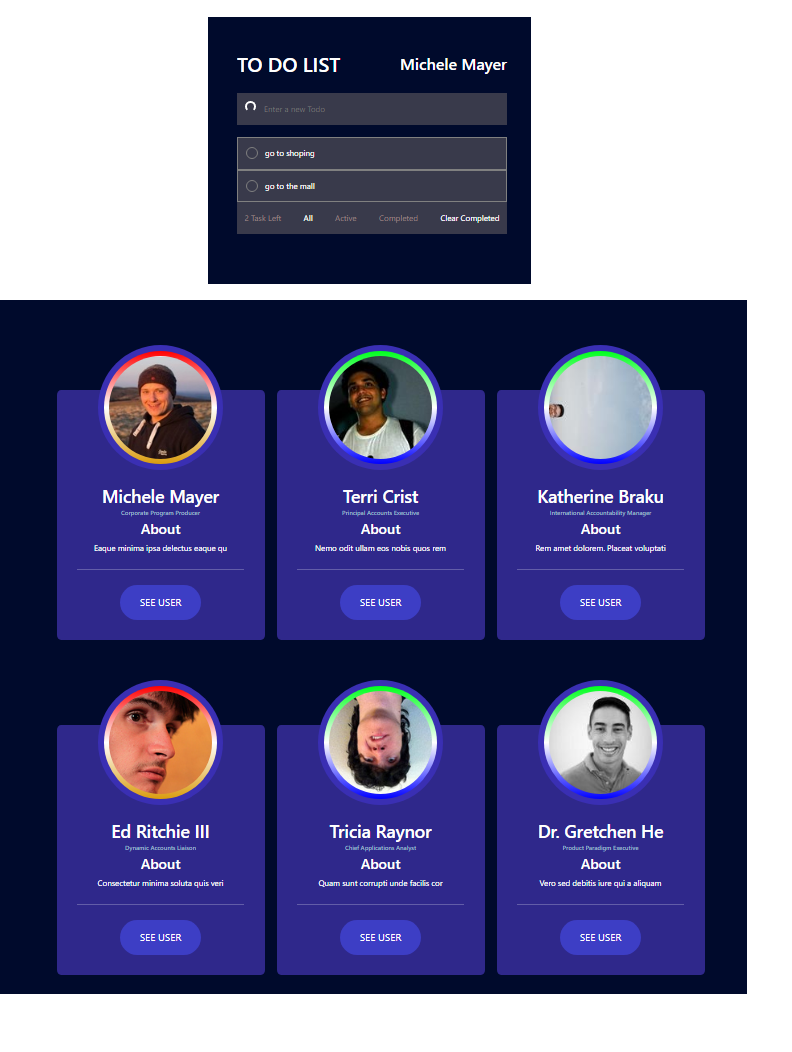 TO DO LIST Michele Mayer
Enter a new Todo
go to shoping
go to the mall
2 Task Left All Active Completed Clear Completed
Michele Mayer
Corporate Program Producer
About
Eaque minima ipsa delectus eaque qu
SEE USER
Terri Crist
Principal Accounts Executive
About
Nemo odit ullam eos nobis quos rem
SEE USER
Katherine Braku
International Accountability Manager
About
Rem amet dolorem. Placeat voluptati
SEE USER
Ed Ritchie III
Dynamic Accounts Liaison
About
Consectetur minima soluta quis veri
SEE USER
Tricia Raynor
Chief Applications Analyst
About
Quam sunt corrupti unde facilis cor
SEE USER
Dr. Gretchen He
Product Paradigm Executive
About
Vero sed debitis iure qui a aliquam
SEE USER